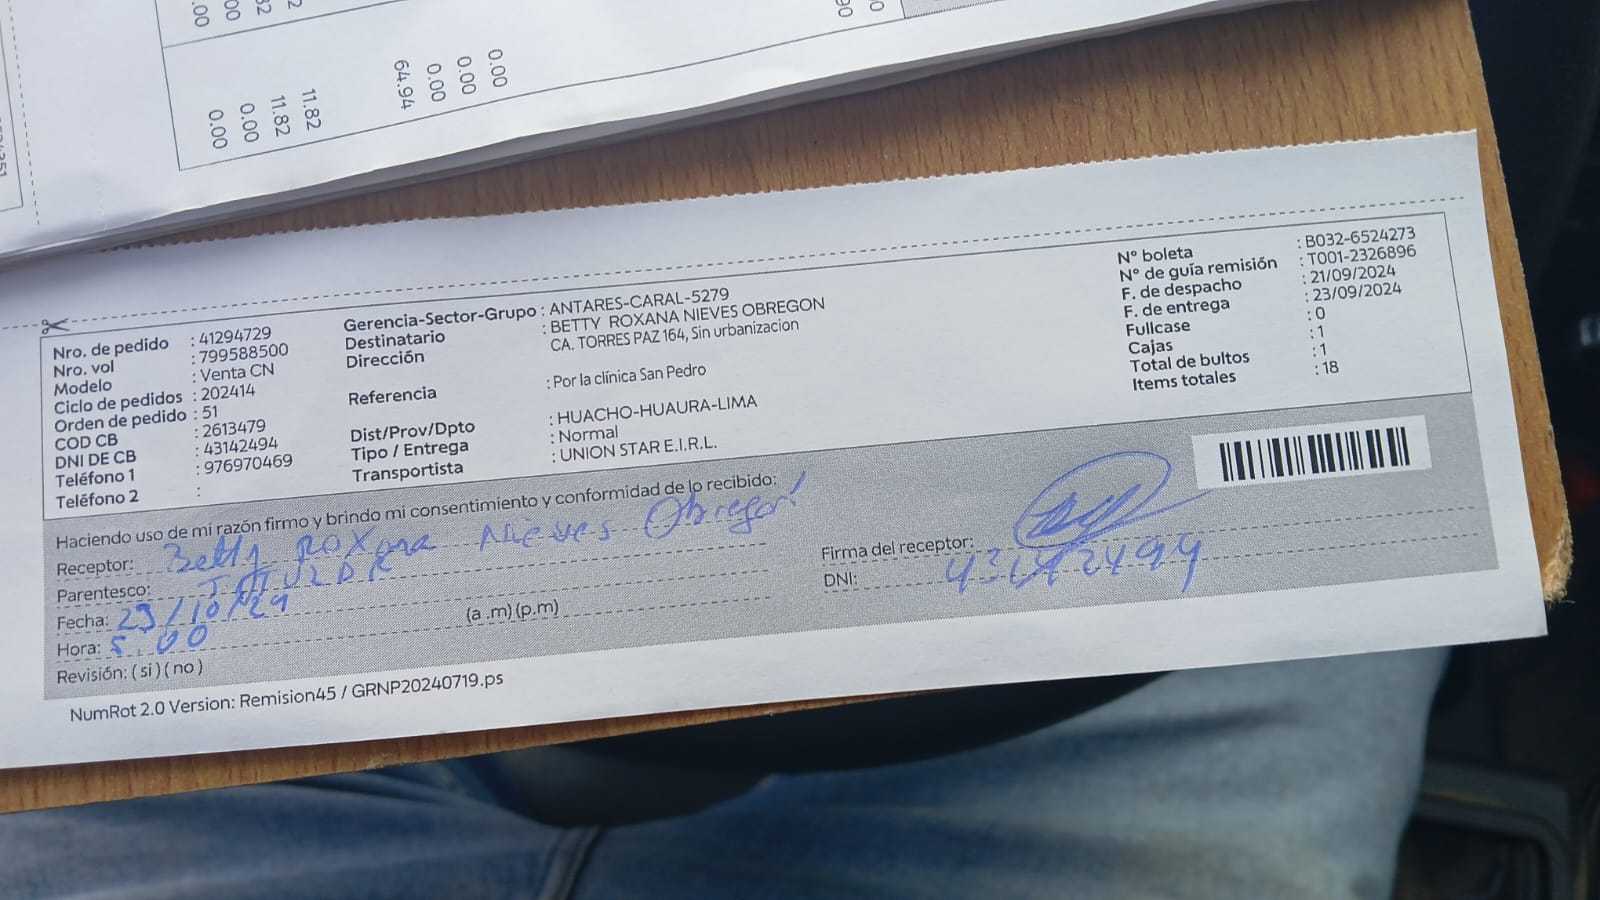 0.00
11.82
11.82
0.00
0.00
64.94
0.00
0.00
0.00
Nro. de pedido : 41294729
Nro. vol : 799588500
Modelo : Venta CN
Ciclo de pedidos : 202414
Orden de pedido : 51
COD CB : 2613479
DNI DE CB : 43142494
Teléfono 1 : 976970469
Teléfono 2 :
Gerencia-Sector-Grupo : ANTARES-CARAL-5279
Destinatario : BETTY ROXANA NIEVES OBREGON
Dirección CA. TORRES PAZ 164, Sin urbanizacion
Referencia : Por la clínica San Pedro
Dist/Prov/Dpto : HUACHO-HUAURA-LIMA
Tipo / Entrega : Normal
Transportista : UNION STAR E.I.R.L.
N° boleta : B032-6524273
N° de guía remisión : T001-2326896
F. de despacho : 21/09/2024
F. de entrega : 23/09/2024
Fullcase : 0
Cajas : 1
Total de bultos : 1
Items totales : 18
Haciendo uso de mi razón firmo y brindo mi consentimiento y conformidad de lo recibido:
Receptor: Betty Roxana Nieves Obregon
Parentesco:
Fecha: 23/10/24
Hora: 5:00 (a .m) (p.m)
Revisión: ( si ) ( no )
Firma del receptor:
DNI: 43142494
NumRot 2.0 Version: Remision45 / GRNP20240719.ps